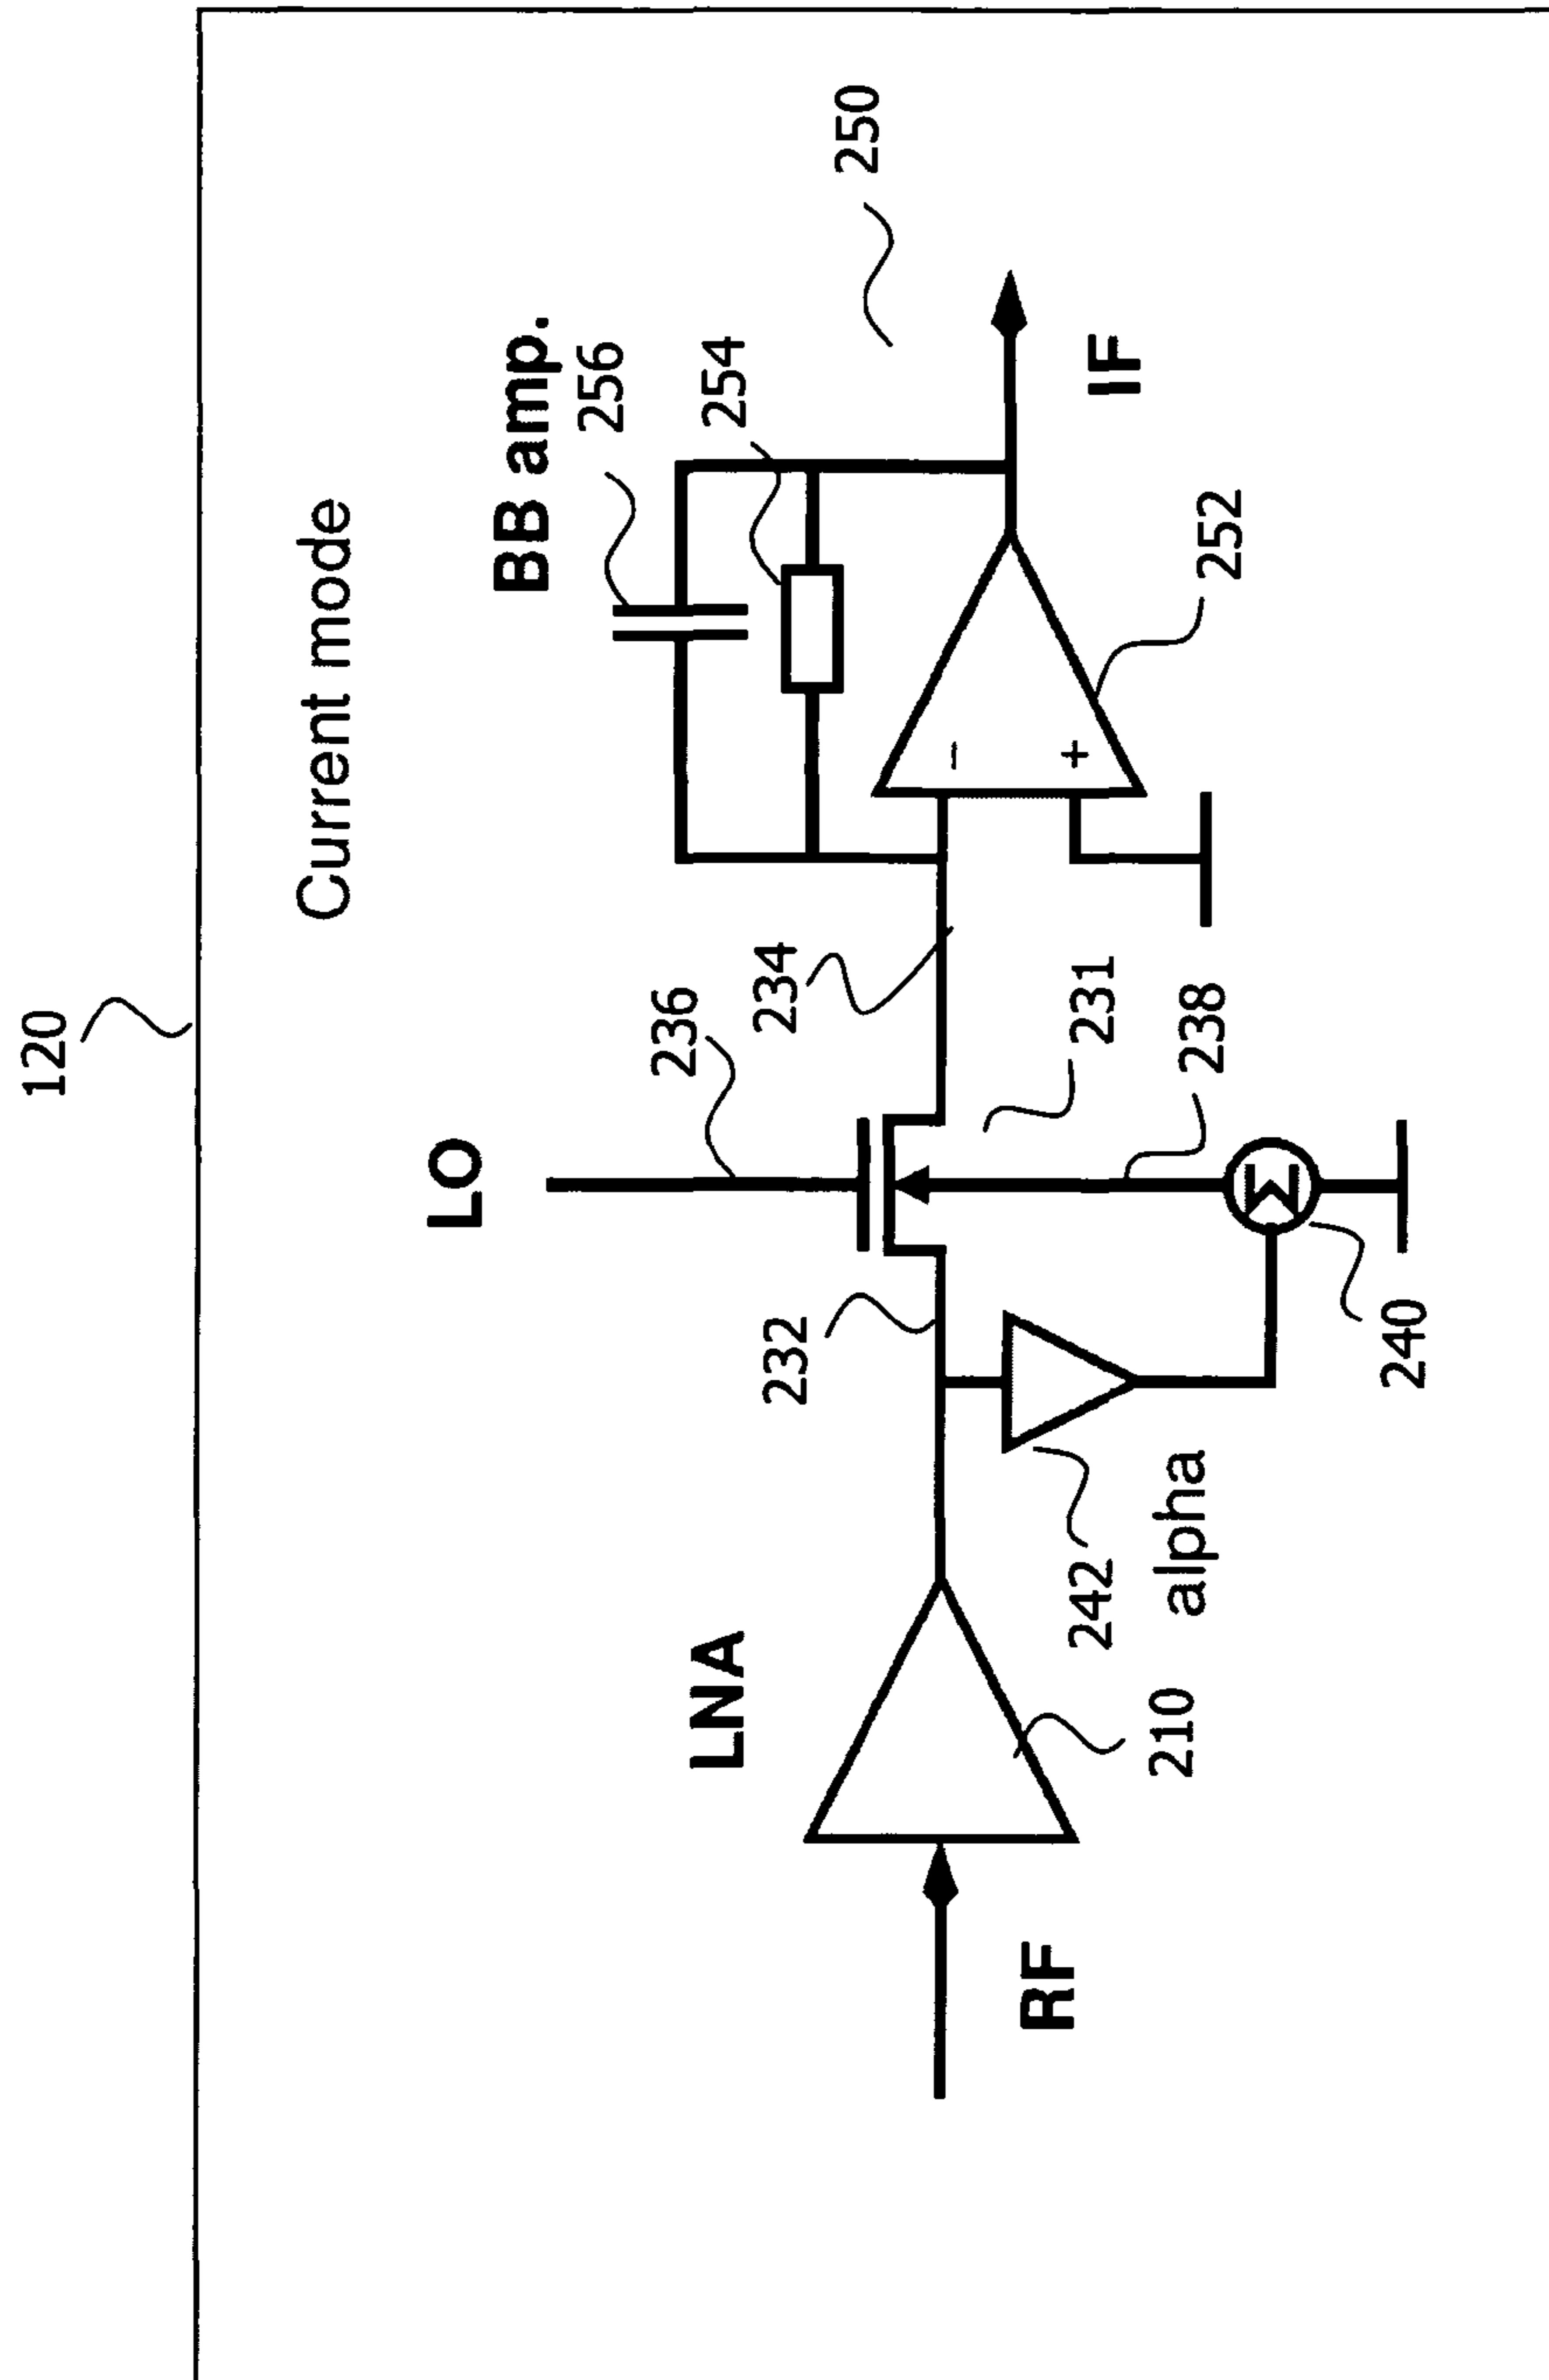 120
Current mode
BB amp.
256
254
250
LO
236
234
LNA
232
231
238
-
+
252
IF
RF
210
242
alpha
240
Σ